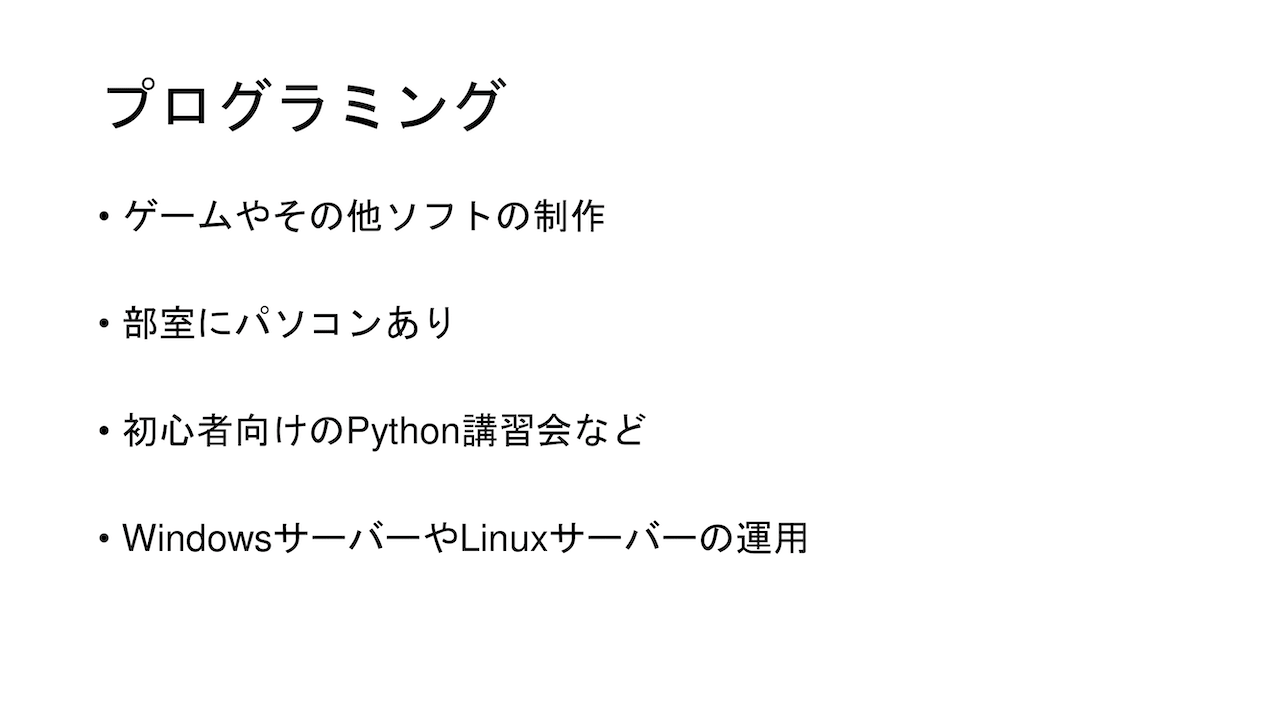 プログラミング
• ゲームやその他ソフトの制作
• 部室にパソコンあり
• 初心者向けのPython講習会など
• WindowsサーバーやLinuxサーバーの運用